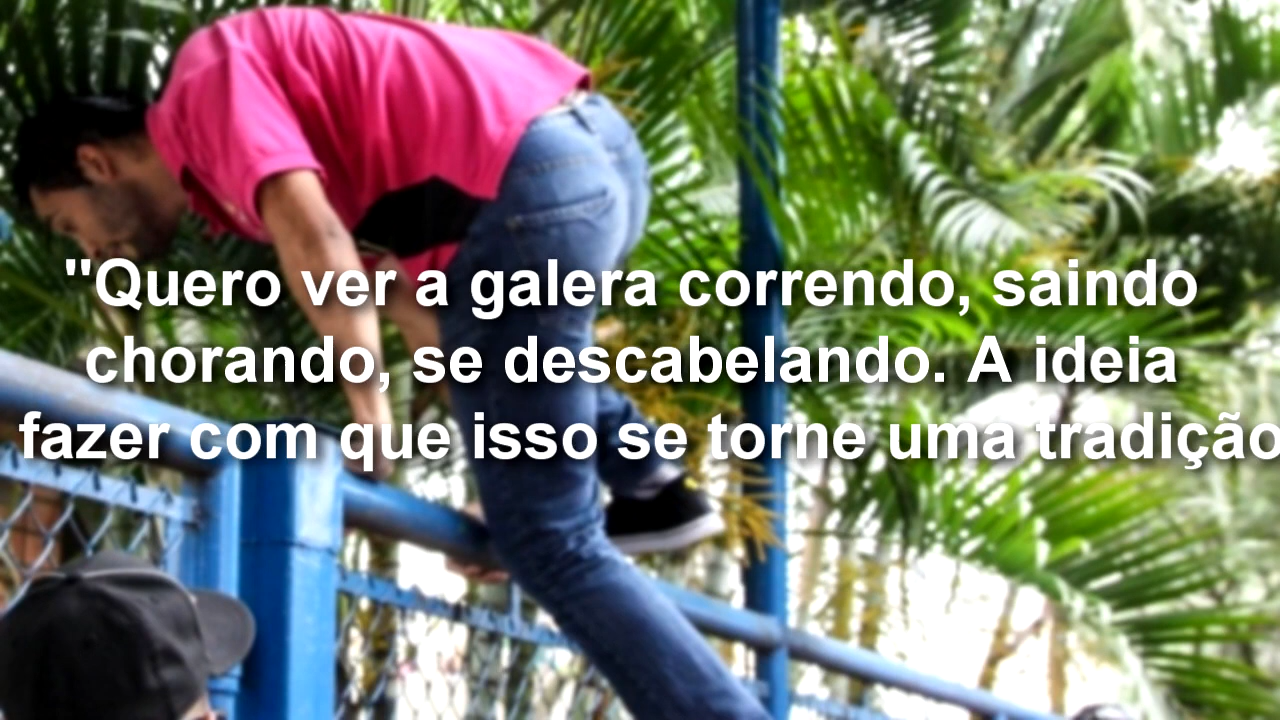 "Quero ver a galera correndo, saindo
chorando, se descabelando. A ideia
fazer com que isso se torne uma tradição